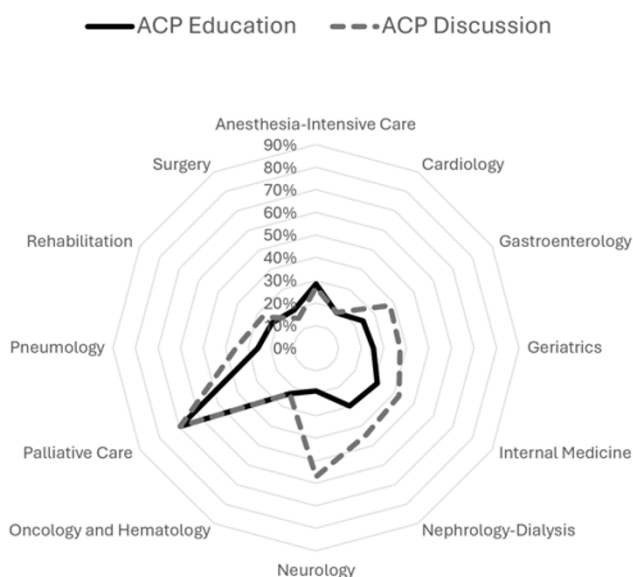 ACP Education ACP Discussion
Anesthesia-Intensive Care
90%
Surgery
80%
Cardiology
70%
60%
Rehabilitation
50%
Gastroenterology
40%
30%
20%
10%
Pneumology
0%
Geriatrics
Palliative Care
Internal Medicine
Oncology and Hematology
Nephrology-Dialysis
Neurology